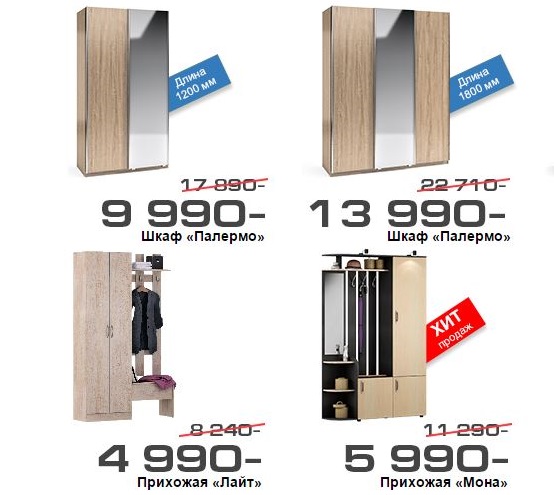 Длина
1200 мм
17 890-
9 990-
Шкаф «Палермо»
Длина
1800 мм
22 710-
13 990-
Шкаф «Палермо»
8 240-
4 990-
Прихожая «Лайт»
ХИТ
продаж
11 290-
5 990-
Прихожая «Мона»